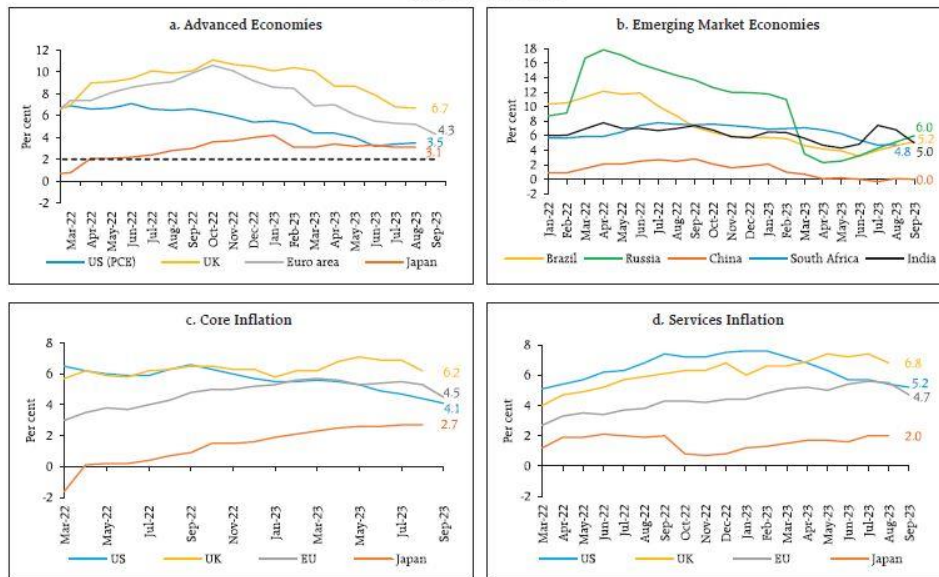 a. Advanced Economies
Per cent
12
10
8
6
4
2
0
-2
6.7
4.3
3.5
3.1
Mar-22
Apr-22
May-22
Jun-22
Jul-22
Aug-22
Sep-22
Oct-22
Nov-22
Dec-22
Jan-23
Feb-23
Mar-23
Apr-23
May-23
Jun-23
Jul-23
Aug-23
Sep-23
US (PCE) UK Euro area Japan
b. Emerging Market Economies
Per cent
18
16
14
12
10
8
6
4
2
0
-2
6.0
5.2
4.8
5.0
0.0
Jan-22
Feb-22
Mar-22
Apr-22
May-22
Jun-22
Jul-22
Aug-22
Sep-22
Oct-22
Nov-22
Dec-22
Jan-23
Feb-23
Mar-23
Apr-23
May-23
Jun-23
Jul-23
Aug-23
Sep-23
Brazil Russia China South Africa India
c. Core Inflation
Per cent
8
6
4
2
0
-2
6.2
4.5
4.1
2.7
Mar-22
May-22
Jul-22
Sep-22
Nov-22
Jan-23
Mar-23
May-23
Jul-23
Sep-23
US UK EU Japan
d. Services Inflation
Per cent
8
6
4
2
0
-2
6.8
5.2
4.7
2.0
Mar-22
Apr-22
May-22
Jun-22
Jul-22
Aug-22
Sep-22
Oct-22
Nov-22
Dec-22
Jan-23
Feb-23
Mar-23
Apr-23
May-23
Jun-23
Jul-23
Aug-23
Sep-23
US UK EU Japan